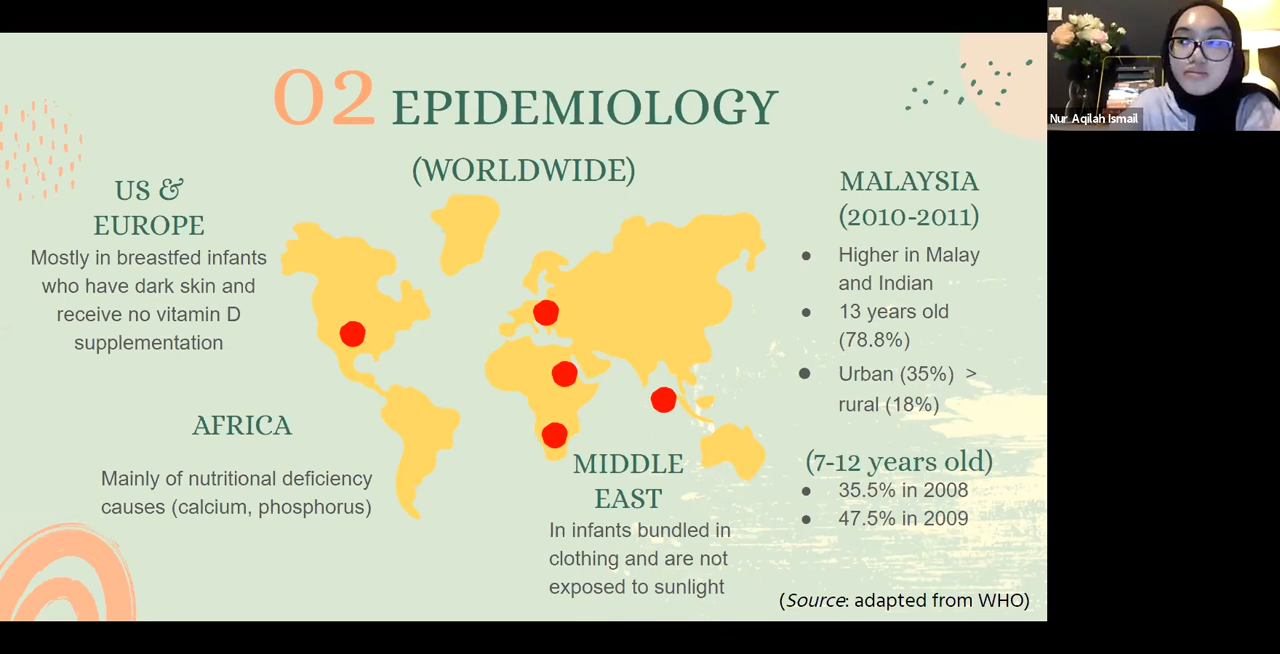 02 EPIDEMIOLOGY
(WORLDWIDE)
US &
EUROPE
Mostly in breastfed infants
who have dark skin and
receive no vitamin D
supplementation
AFRICA
Mainly of nutritional deficiency
causes (calcium, phosphorus)
MIDDLE
EAST
In infants bundled in
clothing and are not
exposed to sunlight
MALAYSIA
(2010-2011)
● Higher in Malay
and Indian
● 13 years old
(78.8%)
● Urban (35%) >
rural (18%)
(7-12 years old)
● 35.5% in 2008
● 47.5% in 2009
(Source: adapted from WHO)
Nur Aqilah Ismail